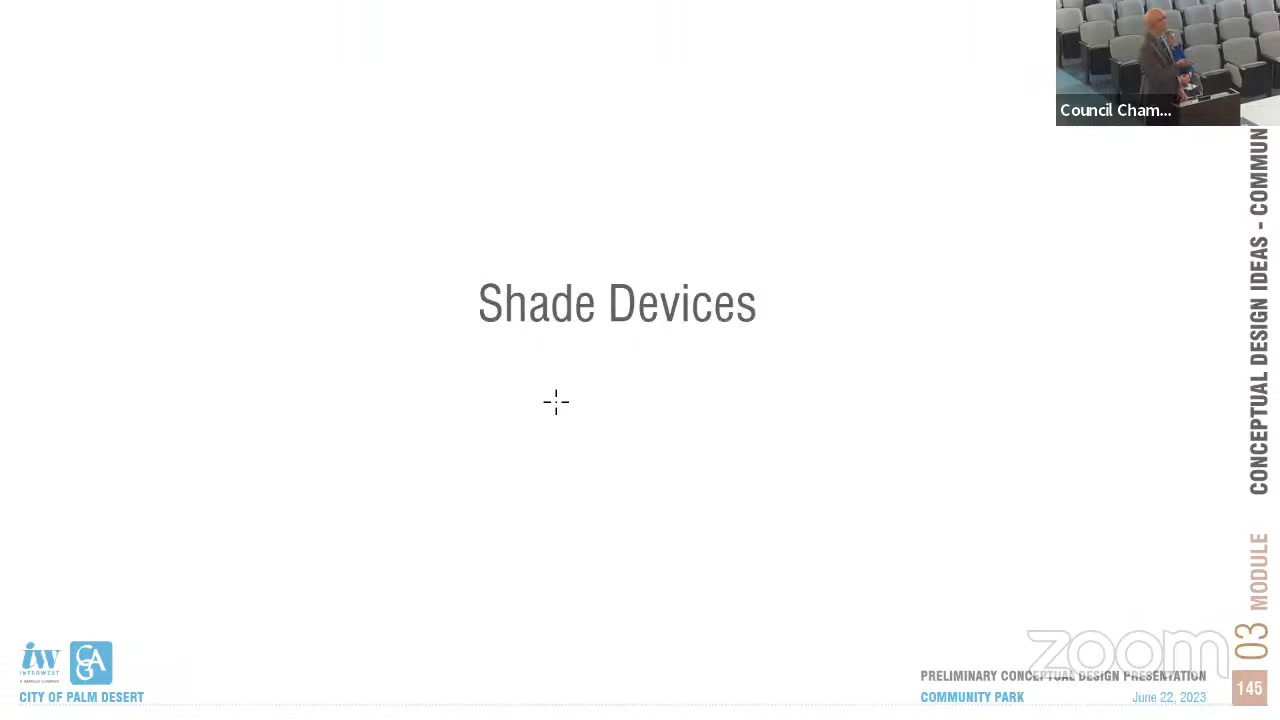 Council Cham...
Shade Devices
CONCEPTUAL DESIGN IDEAS - COMMUN
03 MODULE
zoom
iw
INTERWEST
CITY OF PALM DESERT
PRELIMINARY CONCEPTUAL DESIGN PRESENTATION
COMMUNITY PARK
June 22, 2023
145